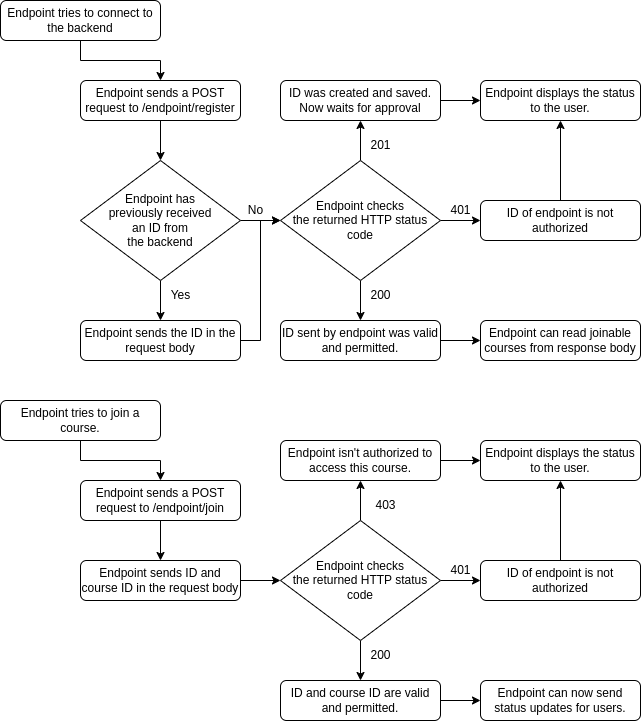 Endpoint tries to connect to
the backend
Endpoint sends a POST
request to /endpoint/register
ID was created and saved.
Now waits for approval
Endpoint displays the status
to the user.
201
Endpoint has
previously received
an ID from
the backend
No
Endpoint checks
the returned HTTP status
code
401
ID of endpoint is not
authorized
Yes
200
Endpoint sends the ID in the
request body
ID sent by endpoint was valid
and permitted.
Endpoint can read joinable
courses from response body
Endpoint tries to join a
course.
Endpoint sends a POST
request to /endpoint/join
Endpoint isn't authorized to
access this course.
Endpoint displays the status
to the user.
403
Endpoint sends ID and
course ID in the request body
Endpoint checks
the returned HTTP status
code
401
ID of endpoint is not
authorized
200
ID and course ID are valid
and permitted.
Endpoint can now send
status updates for users.